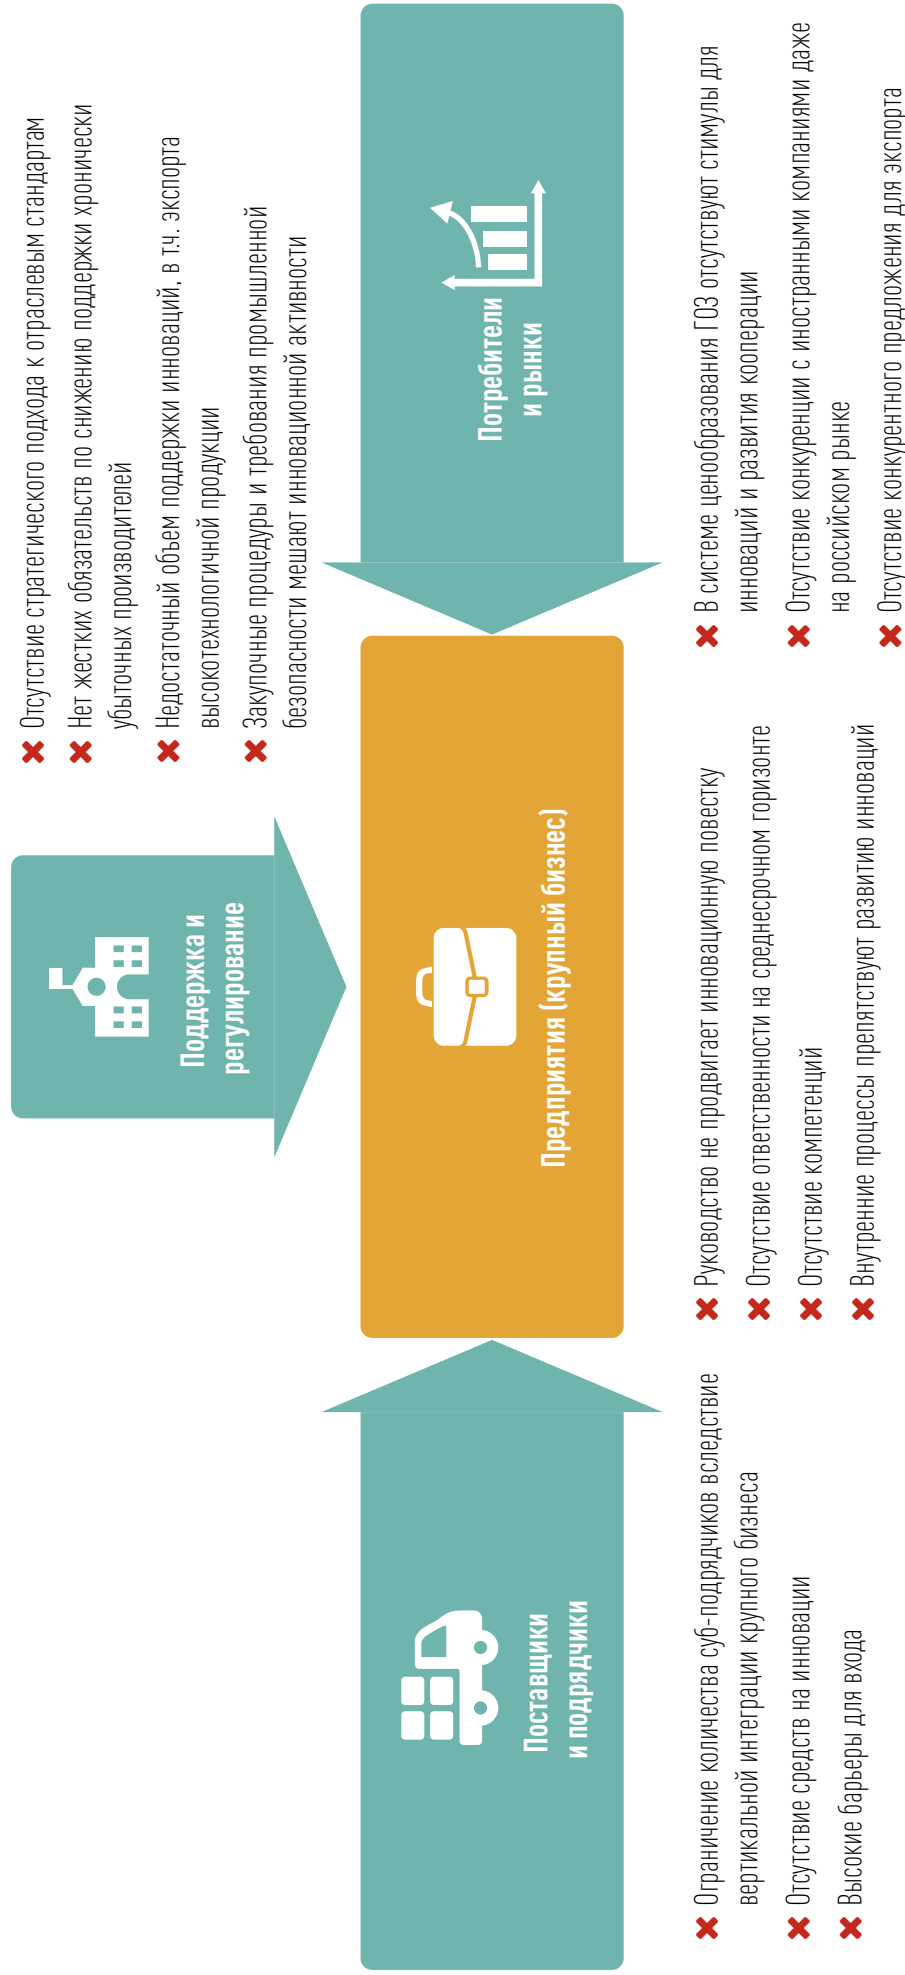 Поддержка и
регулирование
✖ Отсутствие стратегического подхода к отраслевым стандартам
✖ Нет жестких обязательств по снижению поддержки хронически
убыточных производителей
✖ Недостаточный объем поддержки инноваций, в т.ч. экспорта
высокотехнологичной продукции
✖ Закупочные процедуры и требования промышленной
безопасности мешают инновационной активности
Поставщики
и подрядчики
Предприятия (крупный бизнес)
Потребители
и рынки
✖ Ограничение количества суб-подрядчиков вследствие
вертикальной интеграции крупного бизнеса
✖ Отсутствие средств на инновации
✖ Высокие барьеры для входа
✖ Руководство не продвигает инновационную повестку
✖ Отсутствие ответственности на среднесрочном горизонте
✖ Отсутствие компетенций
✖ Внутренние процессы препятствуют развитию инноваций
✖ В системе ценообразования ГОЗ отсутствуют стимулы для
инноваций и развития кооперации
✖ Отсутствие конкуренции с иностранными компаниями даже
на российском рынке
✖ Отсутствие конкурентного предложения для экспорта